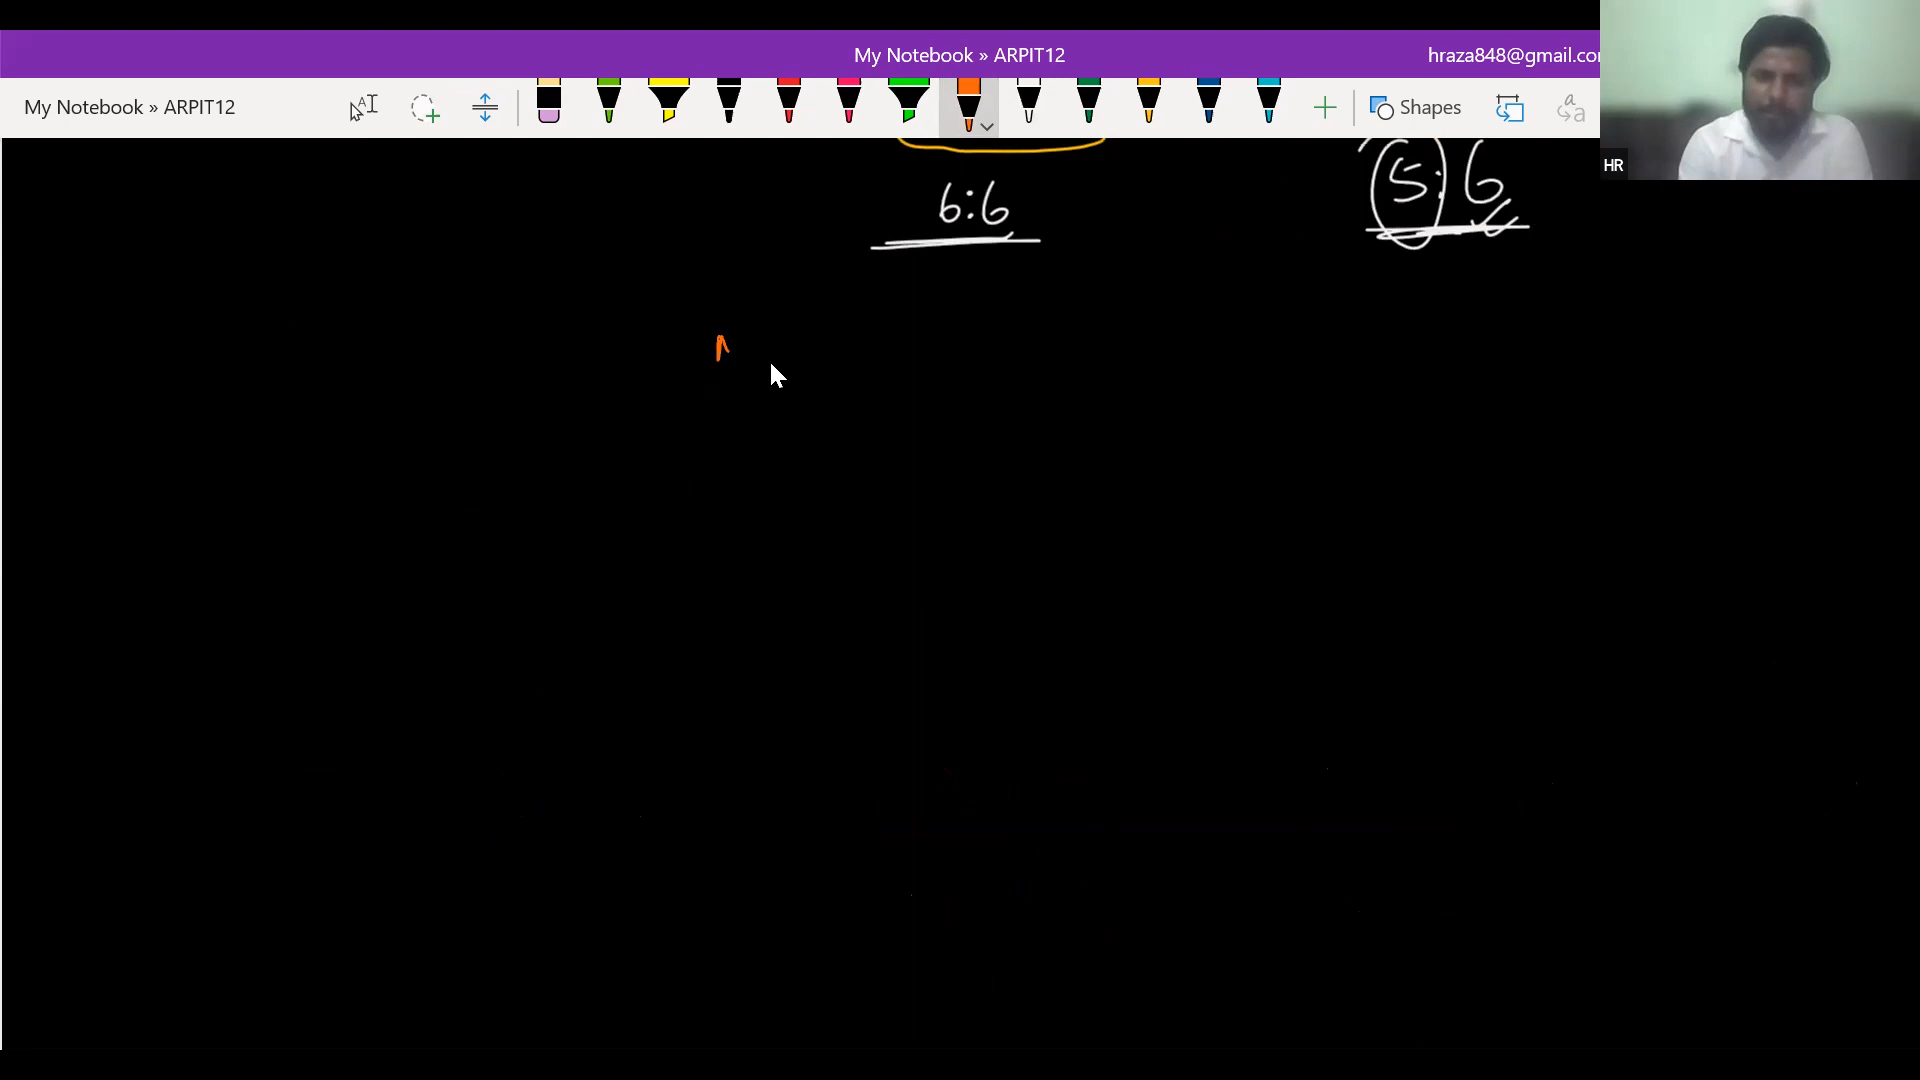 My Notebook » ARPIT12
hraza848@gmail.co
My Notebook » ARPIT12
Shapes
HR
6:6
5:6